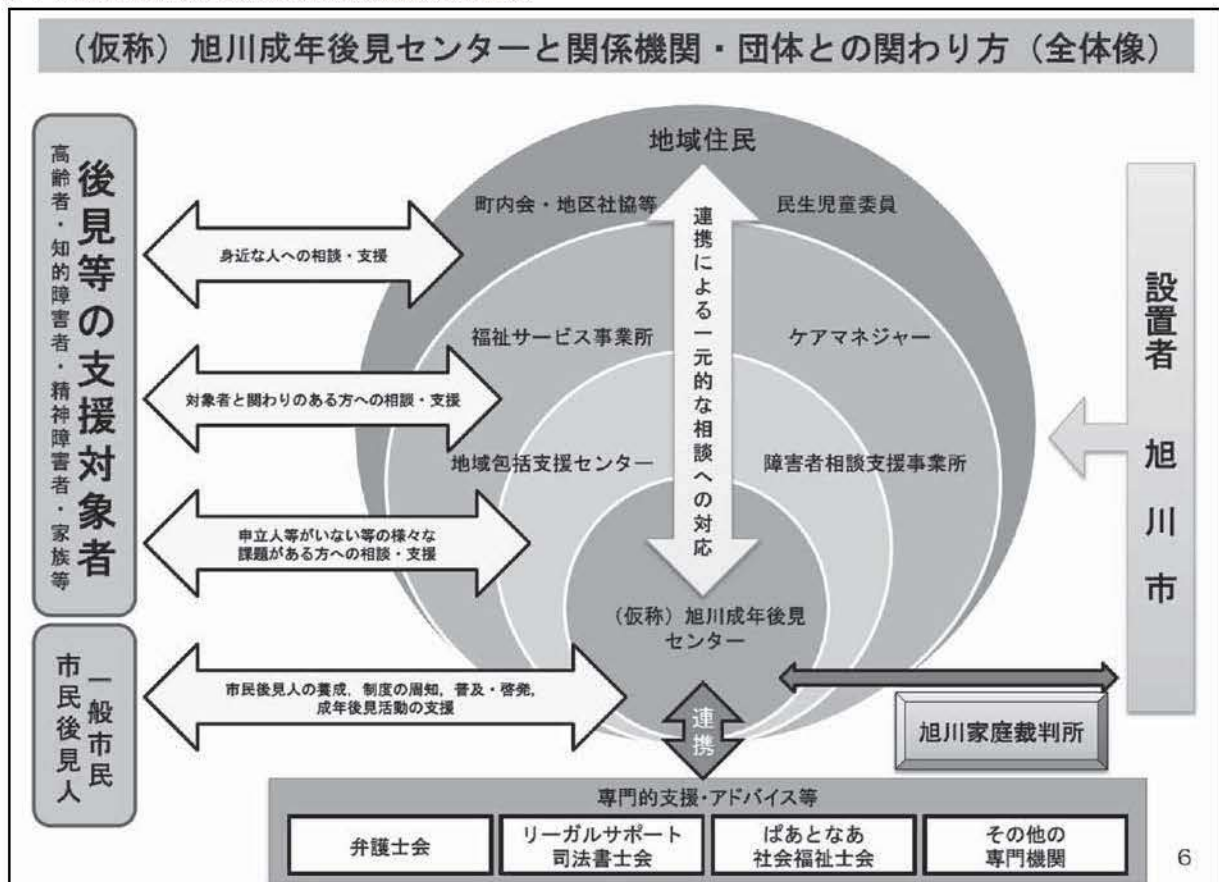 (仮称)旭川成年後見センターと関係機関・団体との関わり方(全体像)
後見等の支援対象者
高齢者・知的障害者・精神障害者・家族等
一般市民
市民後見人
身近な人への相談・支援
対象者と関わりのある方への相談・支援
申立人等がいない等の様々な
課題がある方への相談・支援
市民後見人の養成,制度の周知,普及・啓発,
成年後見活動の支援
地域住民
町内会・地区社協等
民生児童委員
福祉サービス事業所
ケアマネジャー
地域包括支援センター
障害者相談支援事業所
連携による一元的な相談への対応
(仮称)旭川成年後見
センター
連携
設置者 旭川市
旭川家庭裁判所
専門的支援・アドバイス等
弁護士会
リーガルサポート
司法書士会
ぱあとなあ
社会福祉士会
その他の
専門機関
6